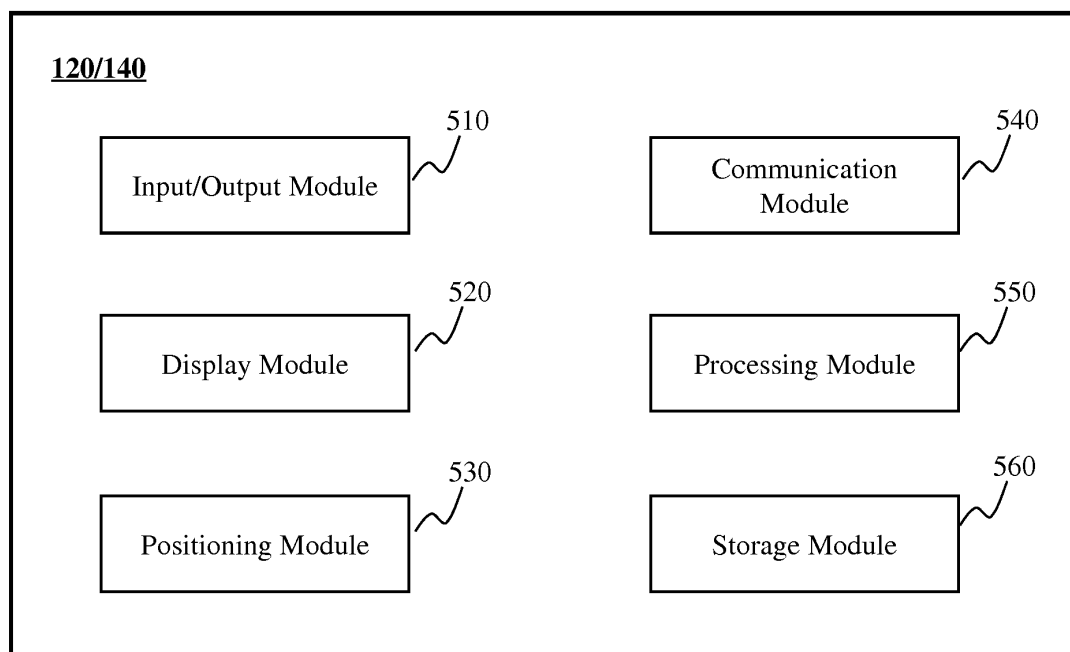 120/140
510
Input/Output Module
540
Communication
Module
520
Display Module
550
Processing Module
530
Positioning Module
560
Storage Module